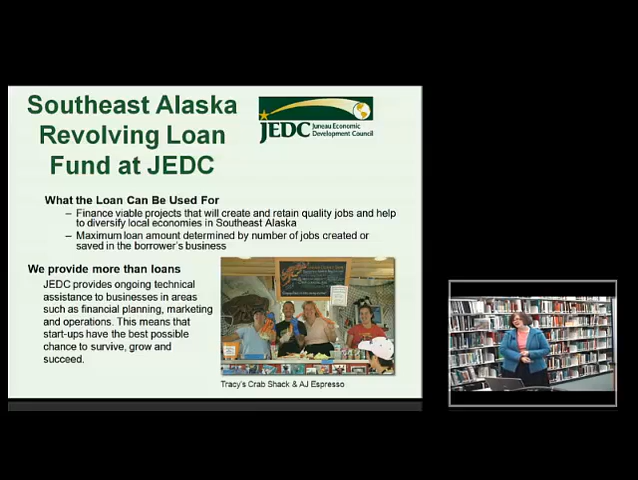 Southeast Alaska
Revolving Loan
Fund at JEDC
JEDC Juneau Economic
Development Council
What the Loan Can Be Used For
– Finance viable projects that will create and retain quality jobs and help
to diversify local economies in Southeast Alaska
– Maximum loan amount determined by number of jobs created or
saved in the borrower's business
We provide more than loans
JEDC provides ongoing technical
assistance to businesses in areas
such as financial planning, marketing
and operations. This means that
start-ups have the best possible
chance to survive, grow and
succeed.
Tracy's Crab Shack & AJ Espresso